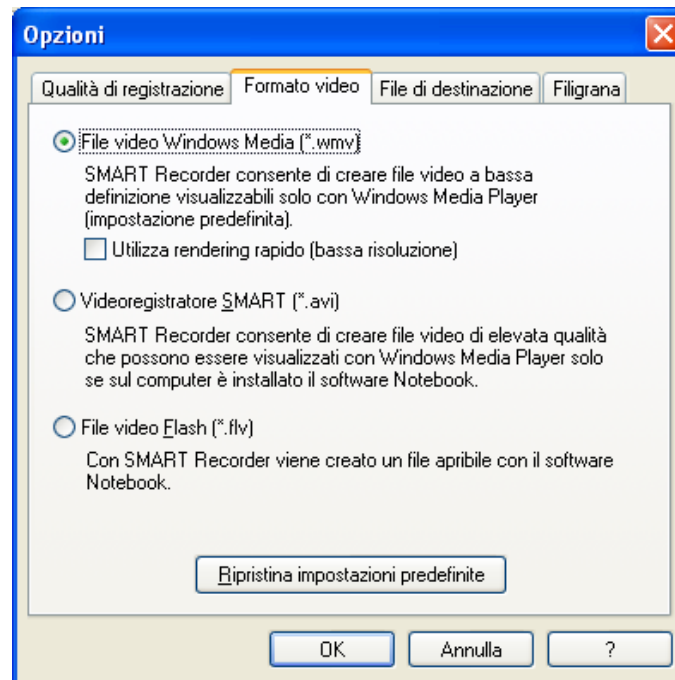 Opzioni
Qualità di registrazione Formato video File di destinazione Filigrana
File video Windows Media (*.wmv)
SMART Recorder consente di creare file video a bassa
definizione visualizzabili solo con Windows Media Player
(impostazione predefinita).
Utilizza rendering rapido (bassa risoluzione)
Videoregistratore SMART (*.avi)
SMART Recorder consente di creare file video di elevata qualità
che possono essere visualizzati con Windows Media Player solo
se sul computer è installato il software Notebook.
File video Flash (*.flv)
Con SMART Recorder viene creato un file apribile con il software
Notebook.
Ripristina impostazioni predefinite
OK Annulla ?